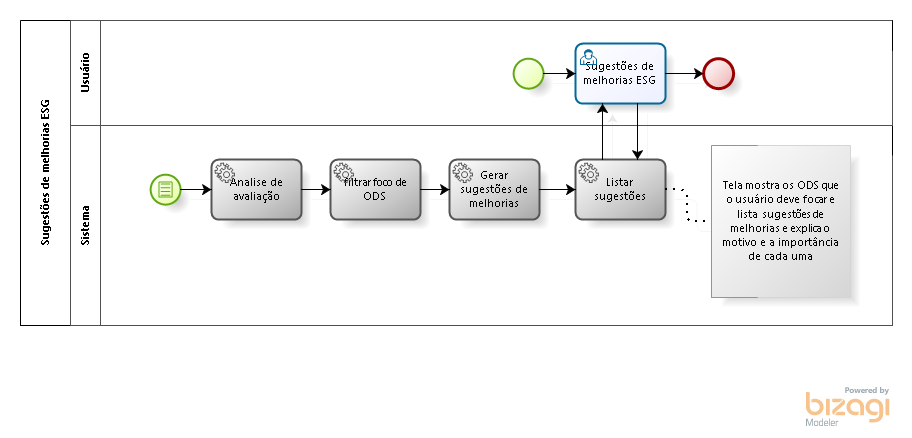 Sugestões de melhorias ESG
Usuário
Sugestões de
melhorias ESG
Sistema
Analise de
avaliação
Filtrar foco de
ODS
Gerar
sugestões de
melhorias
Listar
sugestões
Tela mostra os ODS que
o usuário deve focar e
lista sugestões de
melhorias e explica o
motivo e a importância
de cada uma
Powered by
bizagi
Modeler